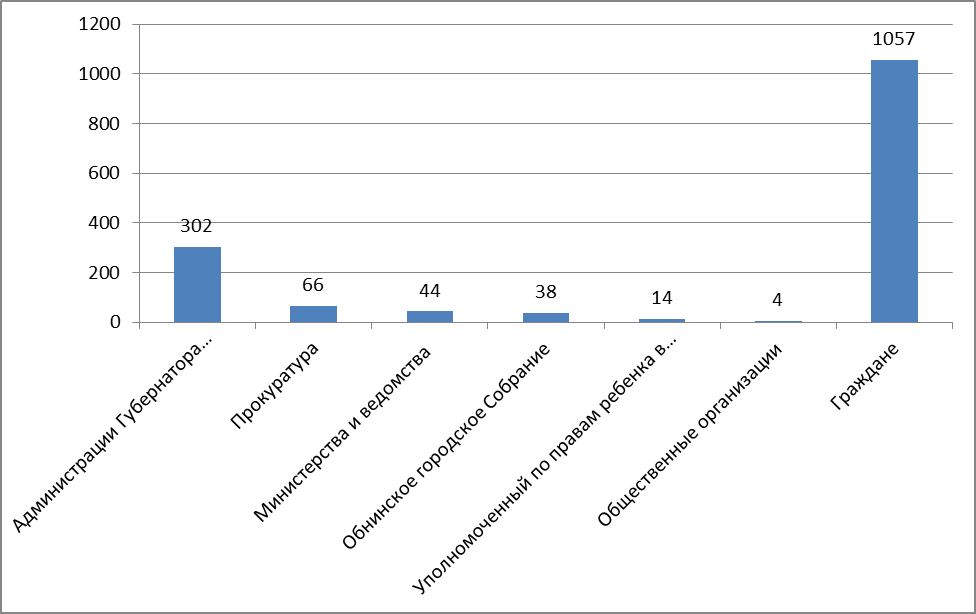 1200
1000
800
600
400
200
0
302
66
44
38
14
4
1057
Администрации Губернатора...
Прокуратура
Министерства и ведомства
Обнинское городское Собрание
Уполномоченный по правам ребенка в...
Общественные организации
Граждане